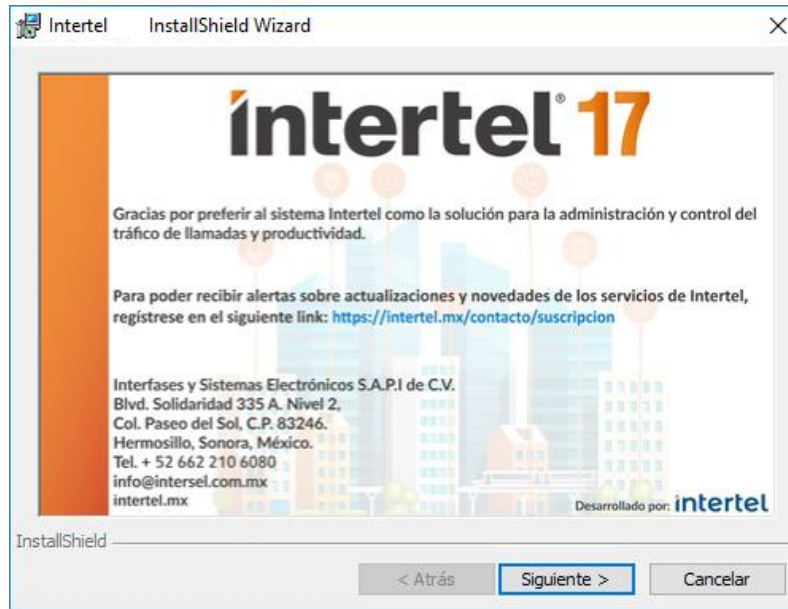 Intertel InstallShield Wizard
intertel® 17
Gracias por preferir al sistema Intertel como la solución para la administración y control del
tráfico de llamadas y productividad.
Para poder recibir alertas sobre actualizaciones y novedades de los servicios de Intertel,
regístrese en el siguiente link: https://intertel.mx/contacto/suscripcion
Interfases y Sistemas Electrónicos S.A.P.I de C.V.
Blvd. Solidaridad 335 A. Nivel 2,
Col. Paseo del Sol, C.P. 83246.
Hermosillo, Sonora, México.
Tel. + 52 662 210 6080
info@intersel.com.mx
intertel.mx
Desarrollado por: intertel
InstallShield
< Atrás Siguiente > Cancelar